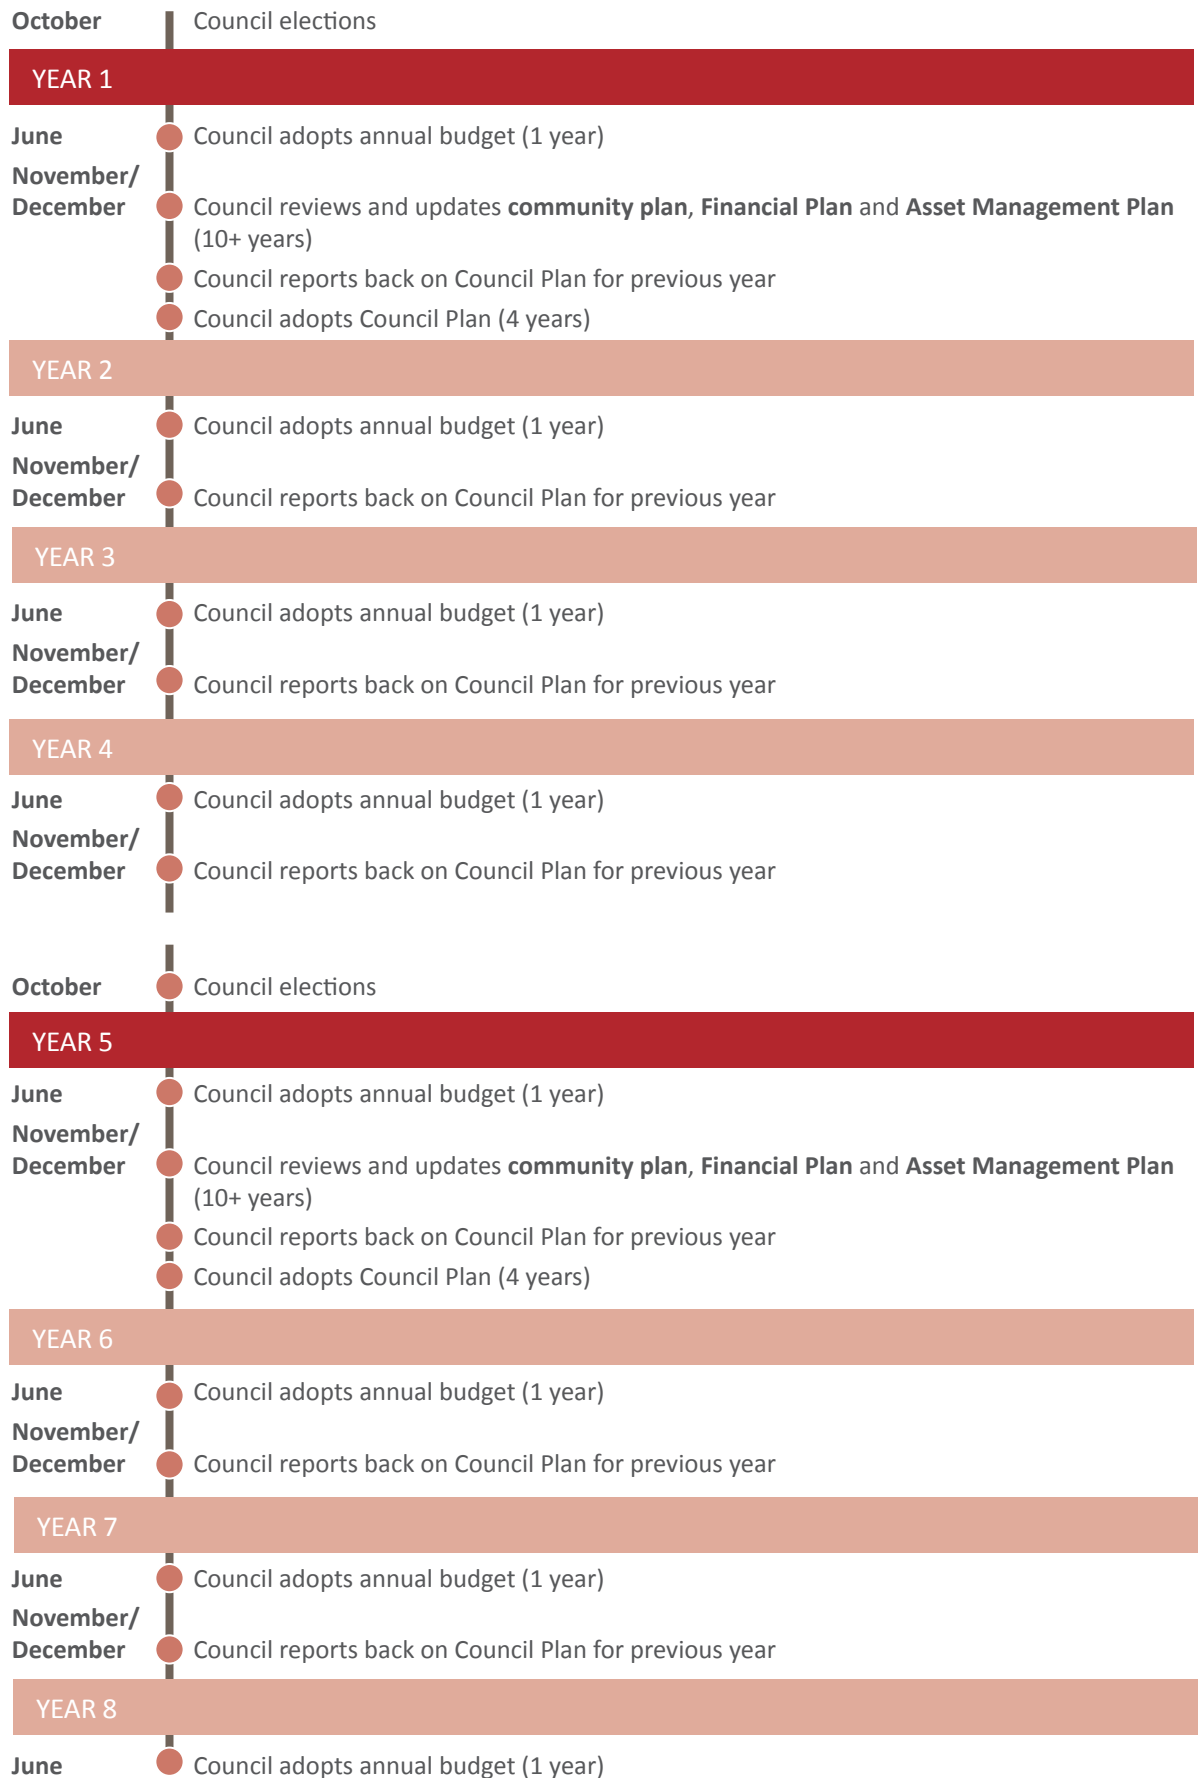 October Council elections
YEAR 1
June Council adopts annual budget (1 year)
November/
December Council reviews and updates community plan, Financial Plan and Asset Management Plan
(10+ years)
Council reports back on Council Plan for previous year
Council adopts Council Plan (4 years)
YEAR 2
June Council adopts annual budget (1 year)
November/
December Council reports back on Council Plan for previous year
YEAR 3
June Council adopts annual budget (1 year)
November/
December Council reports back on Council Plan for previous year
YEAR 4
June Council adopts annual budget (1 year)
November/
December Council reports back on Council Plan for previous year
October Council elections
YEAR 5
June Council adopts annual budget (1 year)
November/
December Council reviews and updates community plan, Financial Plan and Asset Management Plan
(10+ years)
Council reports back on Council Plan for previous year
Council adopts Council Plan (4 years)
YEAR 6
June Council adopts annual budget (1 year)
November/
December Council reports back on Council Plan for previous year
YEAR 7
June Council adopts annual budget (1 year)
November/
December Council reports back on Council Plan for previous year
YEAR 8
June Council adopts annual budget (1 year)